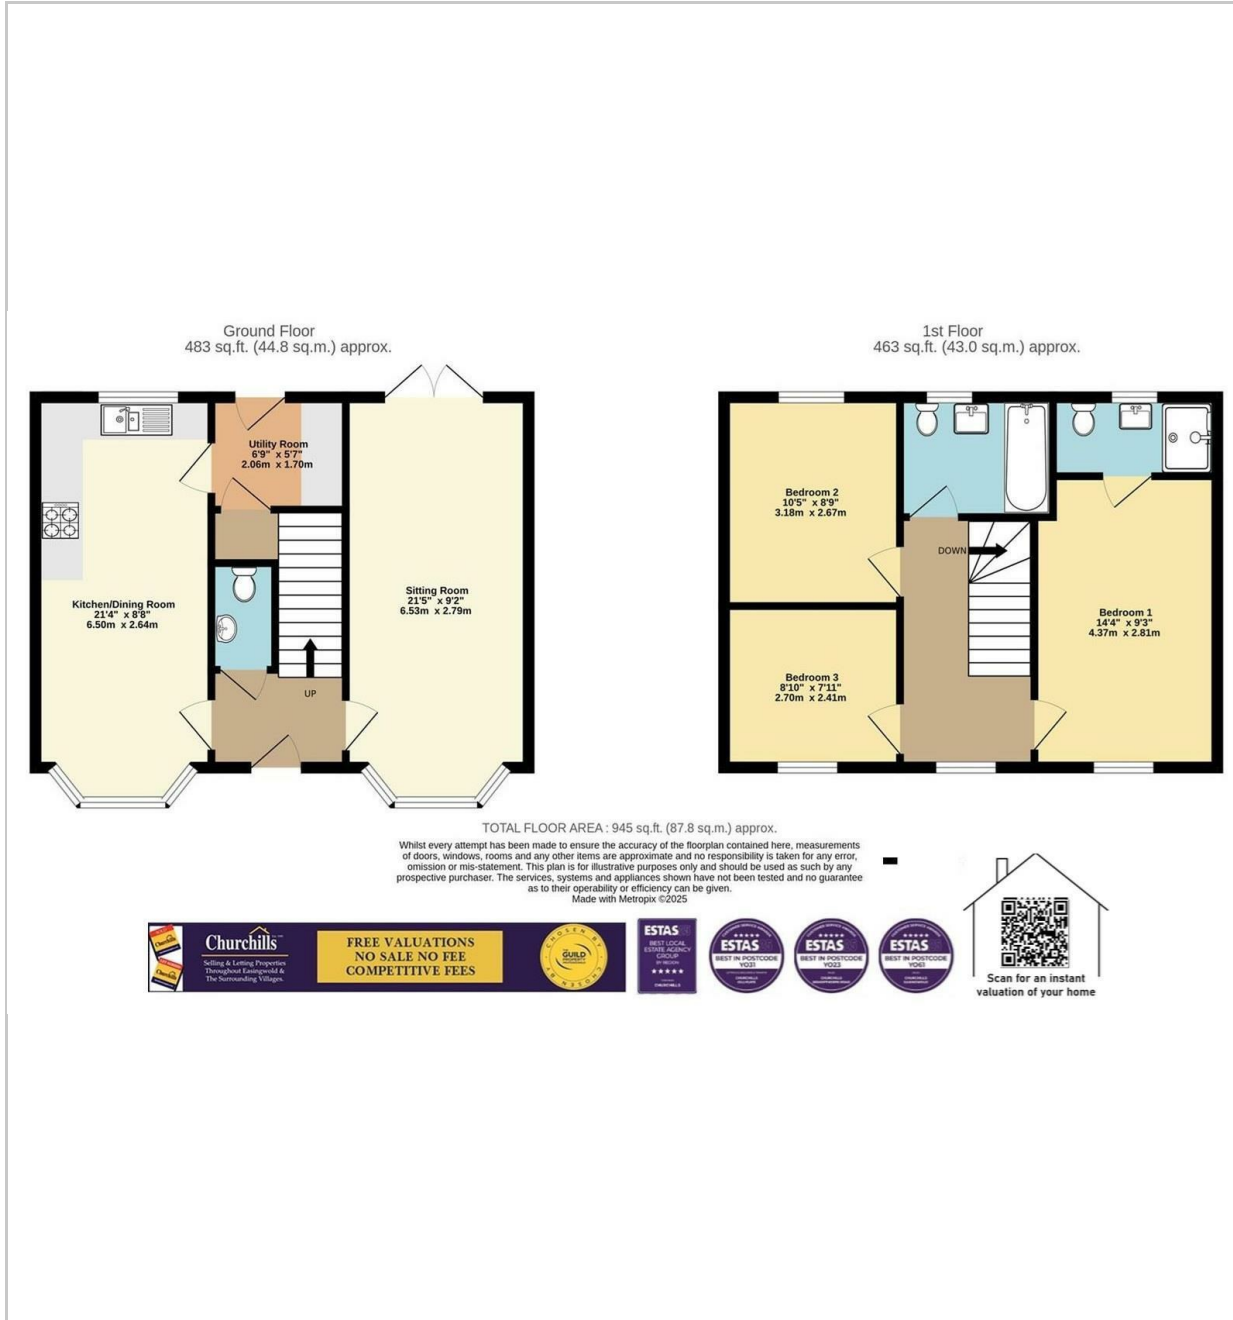 Ground Floor
483 sq.ft. (44.8 sq.m.) approx.
Utility Room
6'9" x 5'7"
2.06m x 1.70m
Kitchen/Dining Room
21'4" x 8'8"
6.50m x 2.64m
Sitting Room
21'5" x 9'2"
6.53m x 2.79m
UP
1st Floor
463 sq.ft. (43.0 sq.m.) approx.
Bedroom 2
10'5" x 8'9"
3.18m x 2.67m
DOWN
Bedroom 1
14'4" x 9'3"
4.37m x 2.81m
Bedroom 3
8'10" x 7'11"
2.70m x 2.41m
TOTAL FLOOR AREA : 945 sq.ft. (87.8 sq.m.) approx.
Whilst every attempt has been made to ensure the accuracy of the floorplan contained here, measurements
of doors, windows, rooms and any other items are approximate and no responsibility is taken for any error,
omission or mis-statement. This plan is for illustrative purposes only and should be used as such by any
prospective purchaser. The services, systems and appliances shown have not been tested and no guarantee
as to their operability or efficiency can be given.
Made with Metropix ©2025
Churchills
Selling & Letting Properties
Throughout Easingwold &
The Surrounding Villages.
FREE VALUATIONS
NO SALE NO FEE
COMPETITIVE FEES
CHOSEN BY
GUILD
ESTAS
BEST LOCAL
ESTATE AGENCY
GROUP
CHURCHILLS
ESTAS
BEST IN POSTCODE
YO31
ESTAS
BEST IN POSTCODE
YO23
ESTAS
BEST IN POSTCODE
YO61
Scan for an instant
valuation of your home